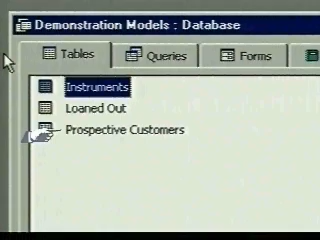 Demonstration Models : Database
Tables
Queries
Forms
Instruments
Loaned Out
Prospective Customers